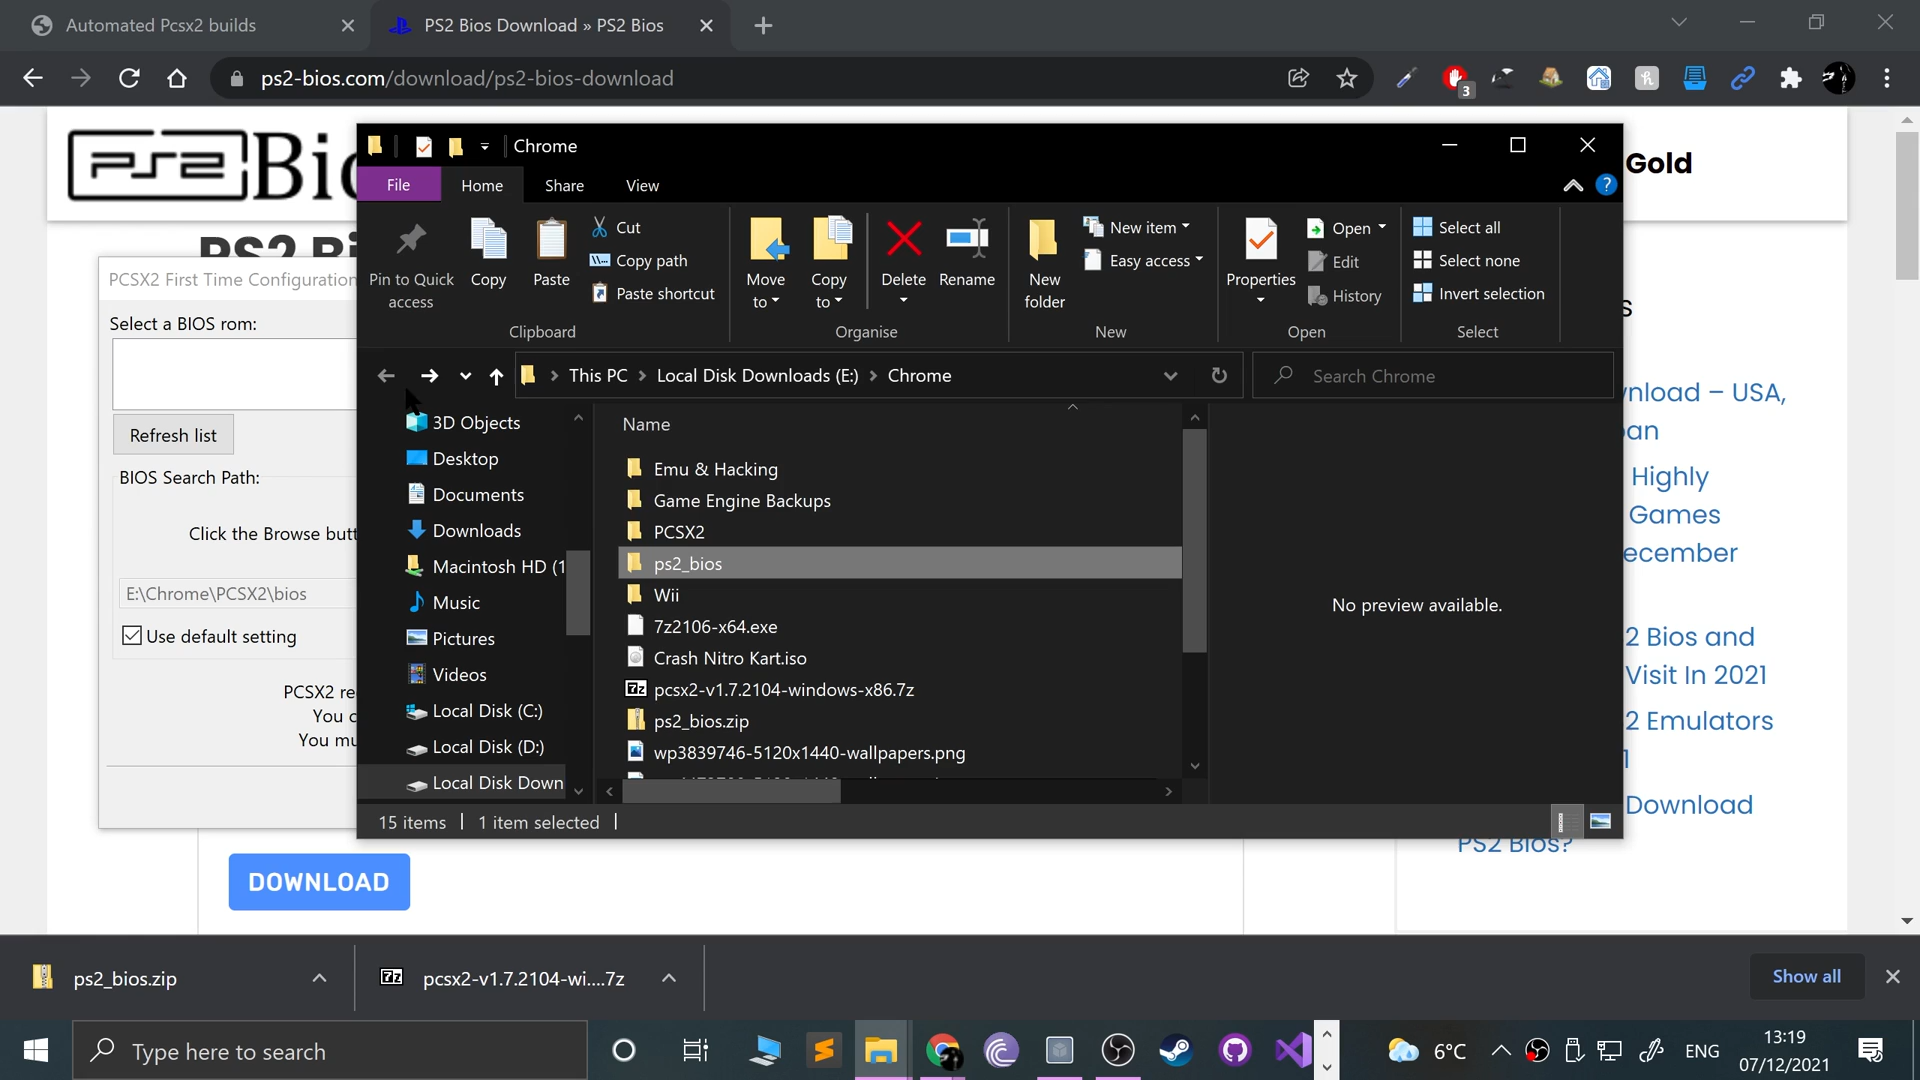 Automated Pcsx2 builds
PS2 Bios Download » PS2 Bios
ps2-bios.com/download/ps2-bios-download
3
PS2 Bio
Gold
Chrome
File
Home
Share
View
?
Pin to Quick
access
Copy
Paste
Cut
Copy path
Paste shortcut
Clipboard
Move
to
Copy
to
Delete
Rename
Organise
New
folder
New item
Easy access
New
Properties
Open
Edit
History
Open
Select all
Select none
Invert selection
Select
PS2 Bi
PCSX2 First Time Configuration
Select a BIOS rom:
Refresh list
BIOS Search Path:
Click the Browse butt
E:\Chrome\PCSX2\bios
Use default setting
PCSX2 re
You c
You mu
This PC
Local Disk Downloads (E:)
Chrome
Search Chrome
3D Objects
Desktop
Documents
Downloads
Macintosh HD (1
Music
Pictures
Videos
Local Disk (C:)
Local Disk (D:)
Local Disk Down
Name
Emu & Hacking
Game Engine Backups
PCSX2
ps2_bios
Wii
7z2106-x64.exe
Crash Nitro Kart.iso
7z pcsx2-v1.7.2104-windows-x86.7z
ps2_bios.zip
wp3839746-5120x1440-wallpapers.png
No preview available.
15 items
1 item selected
s
nload – USA,
an
Highly
Games
ecember
2 Bios and
Visit In 2021
2 Emulators
1
Download
PS2 Bios?
DOWNLOAD
ps2_bios.zip
7z pcsx2-v1.7.2104-wi....7z
Show all
Type here to search
6°C
ENG
13:19
07/12/2021